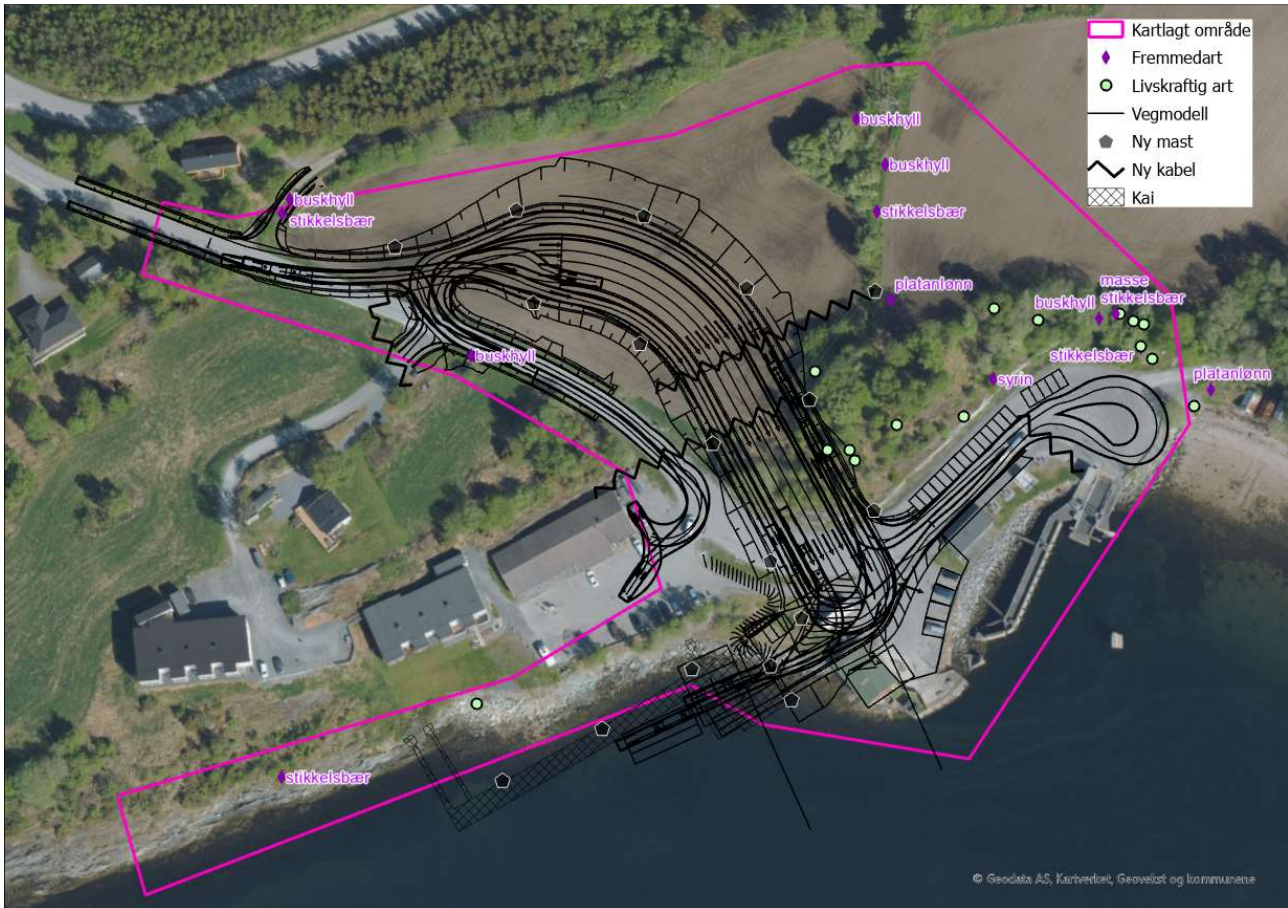 Kartlagt område
Fremmedart
Livskraftig art
Vegmodell
Ny mast
Ny kabel
Kai
buskhyll
buskhyll
buskhyll
stikkelsbær
stikkelsbær
platanlønn
masse
stikkelsbær
buskhyll
buskhyll
stikkelsbær
syrin
platanlønn
stikkelsbær
© Geodata AS, Kartverket, Geovekst og kommunene